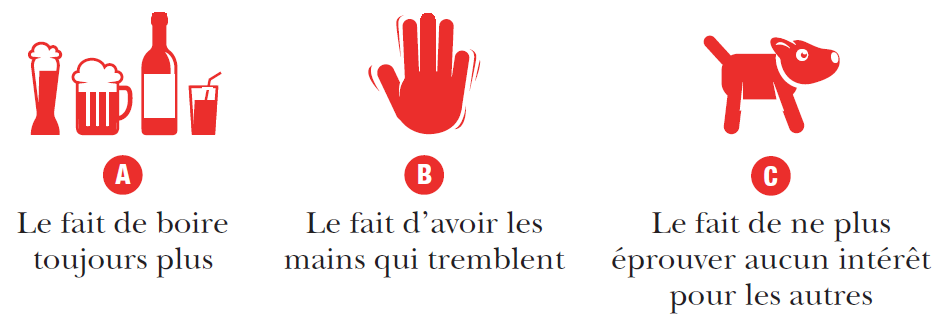 A
Le fait de boire
toujours plus
B
Le fait d’avoir les
mains qui tremblent
C
Le fait de ne plus
éprouver aucun intérêt
pour les autres